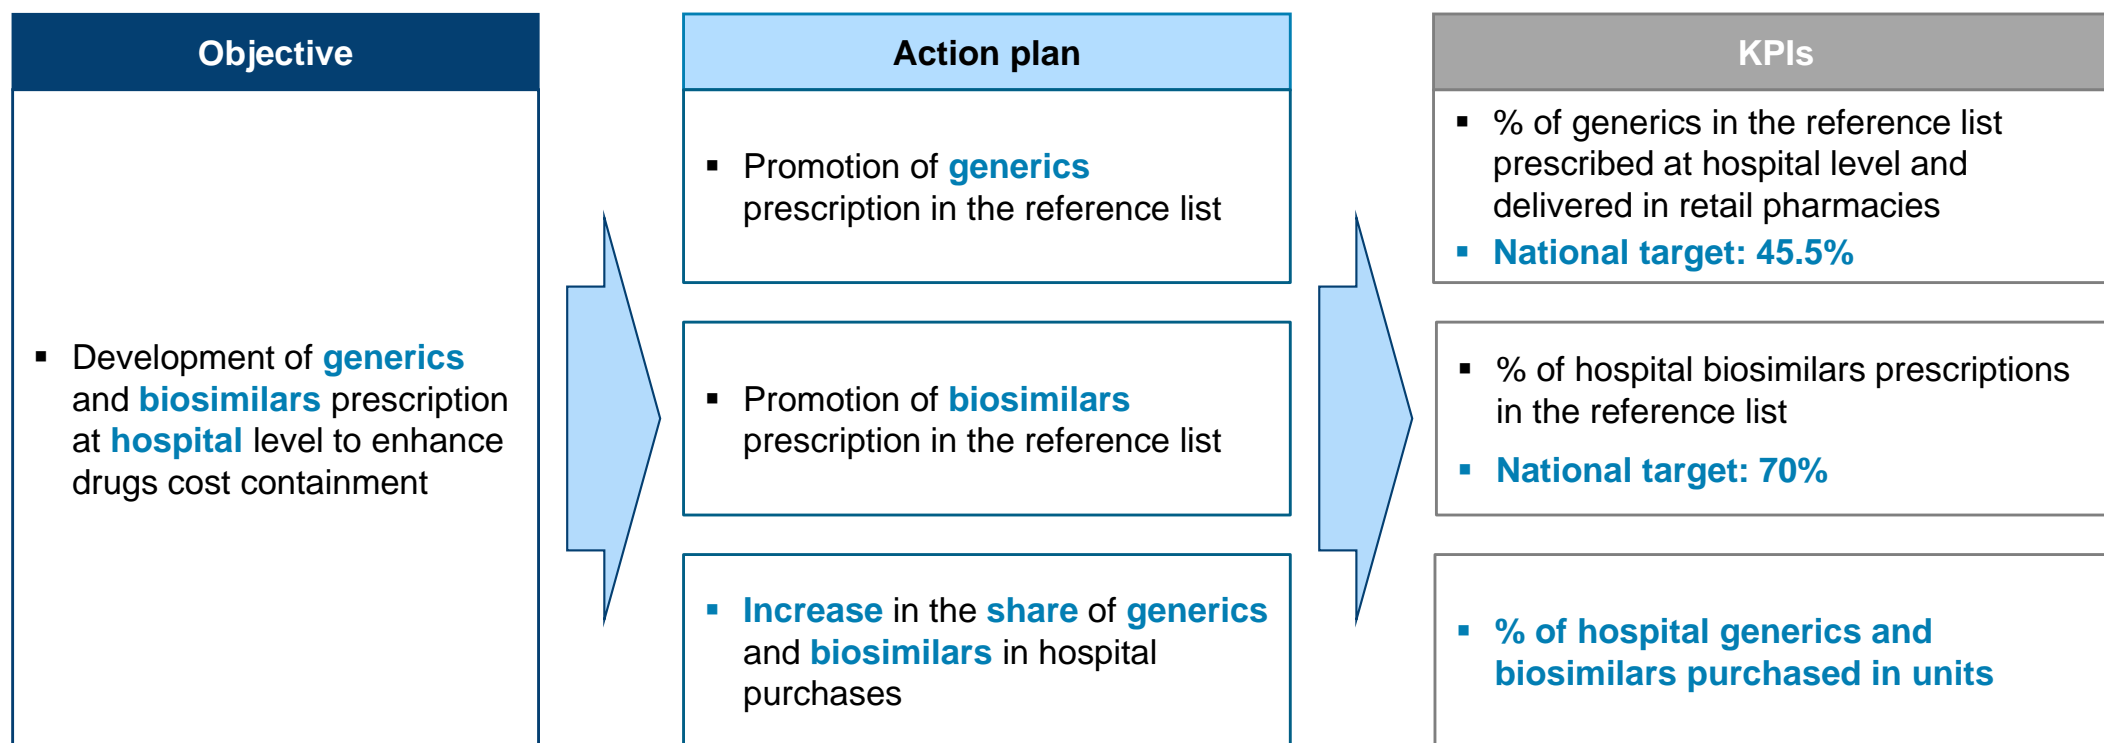 Objective
▪ Development of generics
and biosimilars prescription
at hospital level to enhance
drugs cost containment
Action plan
▪ Promotion of generics
prescription in the reference list
▪ Promotion of biosimilars
prescription in the reference list
▪ Increase in the share of generics
and biosimilars in hospital
purchases
KPIs
▪ % of generics in the reference list
prescribed at hospital level and
delivered in retail pharmacies
▪ National target: 45.5%
▪ % of hospital biosimilars prescriptions
in the reference list
▪ National target: 70%
▪ % of hospital generics and
biosimilars purchased in units